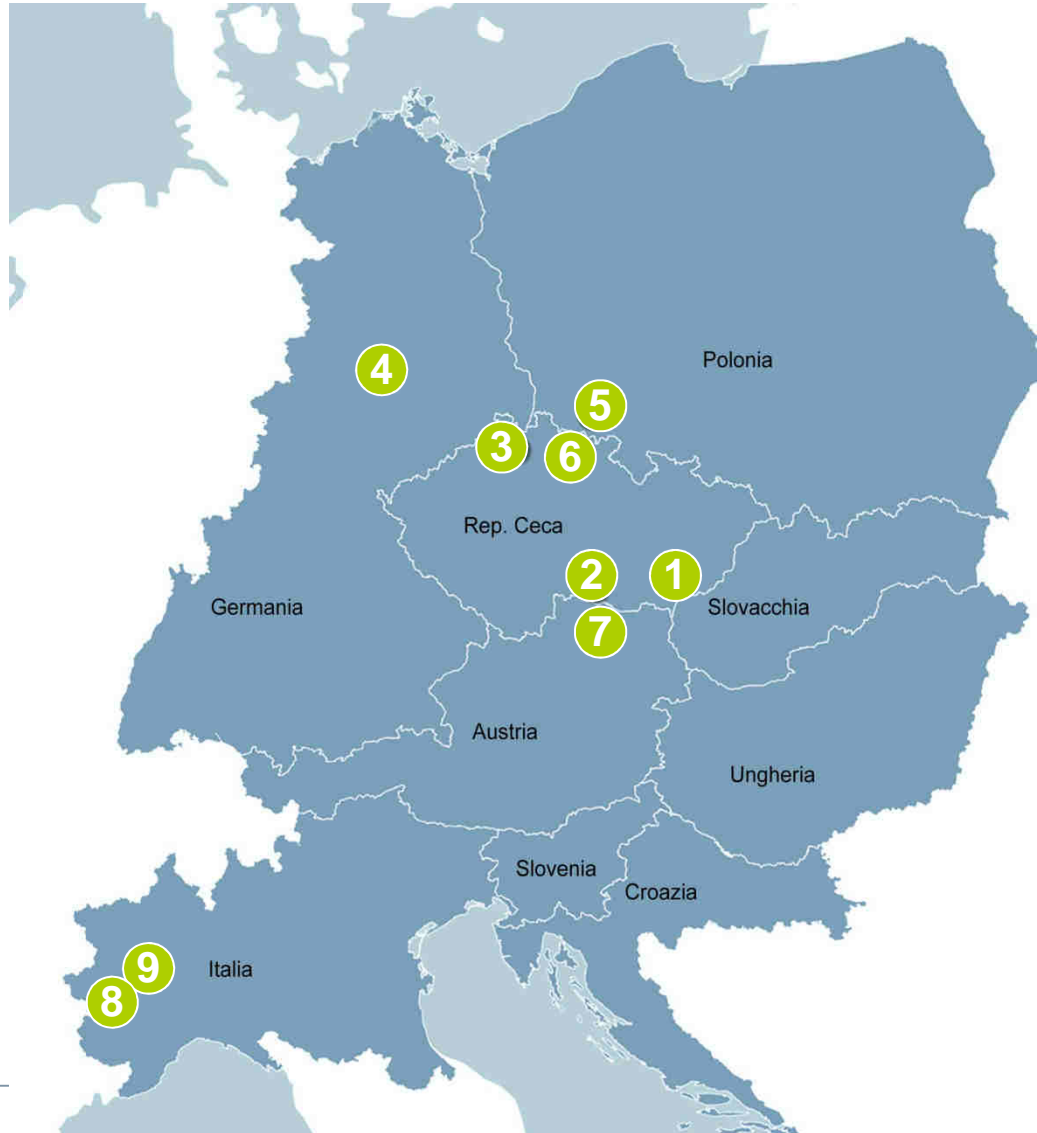 Polonia
4
5
3
6
Rep. Ceca
2
1
Germania
Slovacchia
7
Austria
Ungheria
Slovenia
Croazia
9
Italia
8